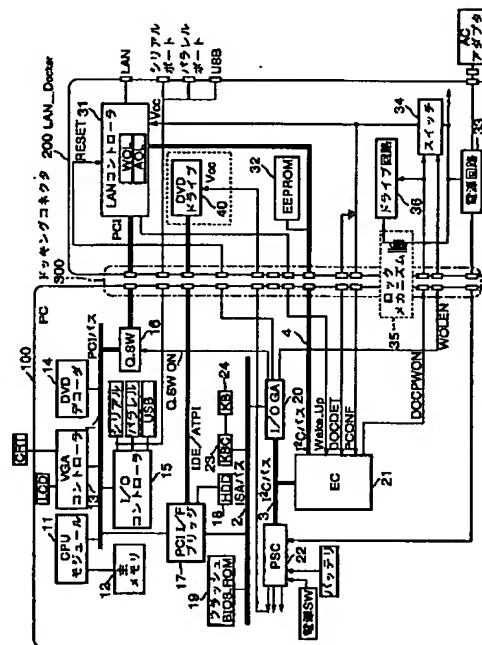 100
PC
CRT
LCD
11
CPU
モジュール
VGA
コントローラ
14
DVD
デコーダ
12
主メモリ
13
PCIバス
シリアル
パラレル
USB
I/O
コントローラ
15
Q.SW
16
Q.SW ON
IDE/ATPI
PCI I/F
ブリッジ
17
19
フラッシュ
BIOS-ROM
18
HDD
KBC
23
KB
24
2
ISAバス
I/O GA
20
3
I²Cバス
PSC
22
電源SW
バッテリ
EC
21
4
I²Cバス
Wake Up
DOCDET
PCCNF
DOCPWON
WOLEN
ドッキングコネクタ
300
200 LAN_Docker
RESET
31
LANコントローラ
WOL
AOL
PCI
LAN
シリアル
ポート
パラレル
ポート
USB
Vcc
DVD
ドライブ
40
Vcc
32
EEPROM
34
スイッチ
ドライブ回路
36
ロック
メカニズム
35
電源回路
33
AC
アダプタ